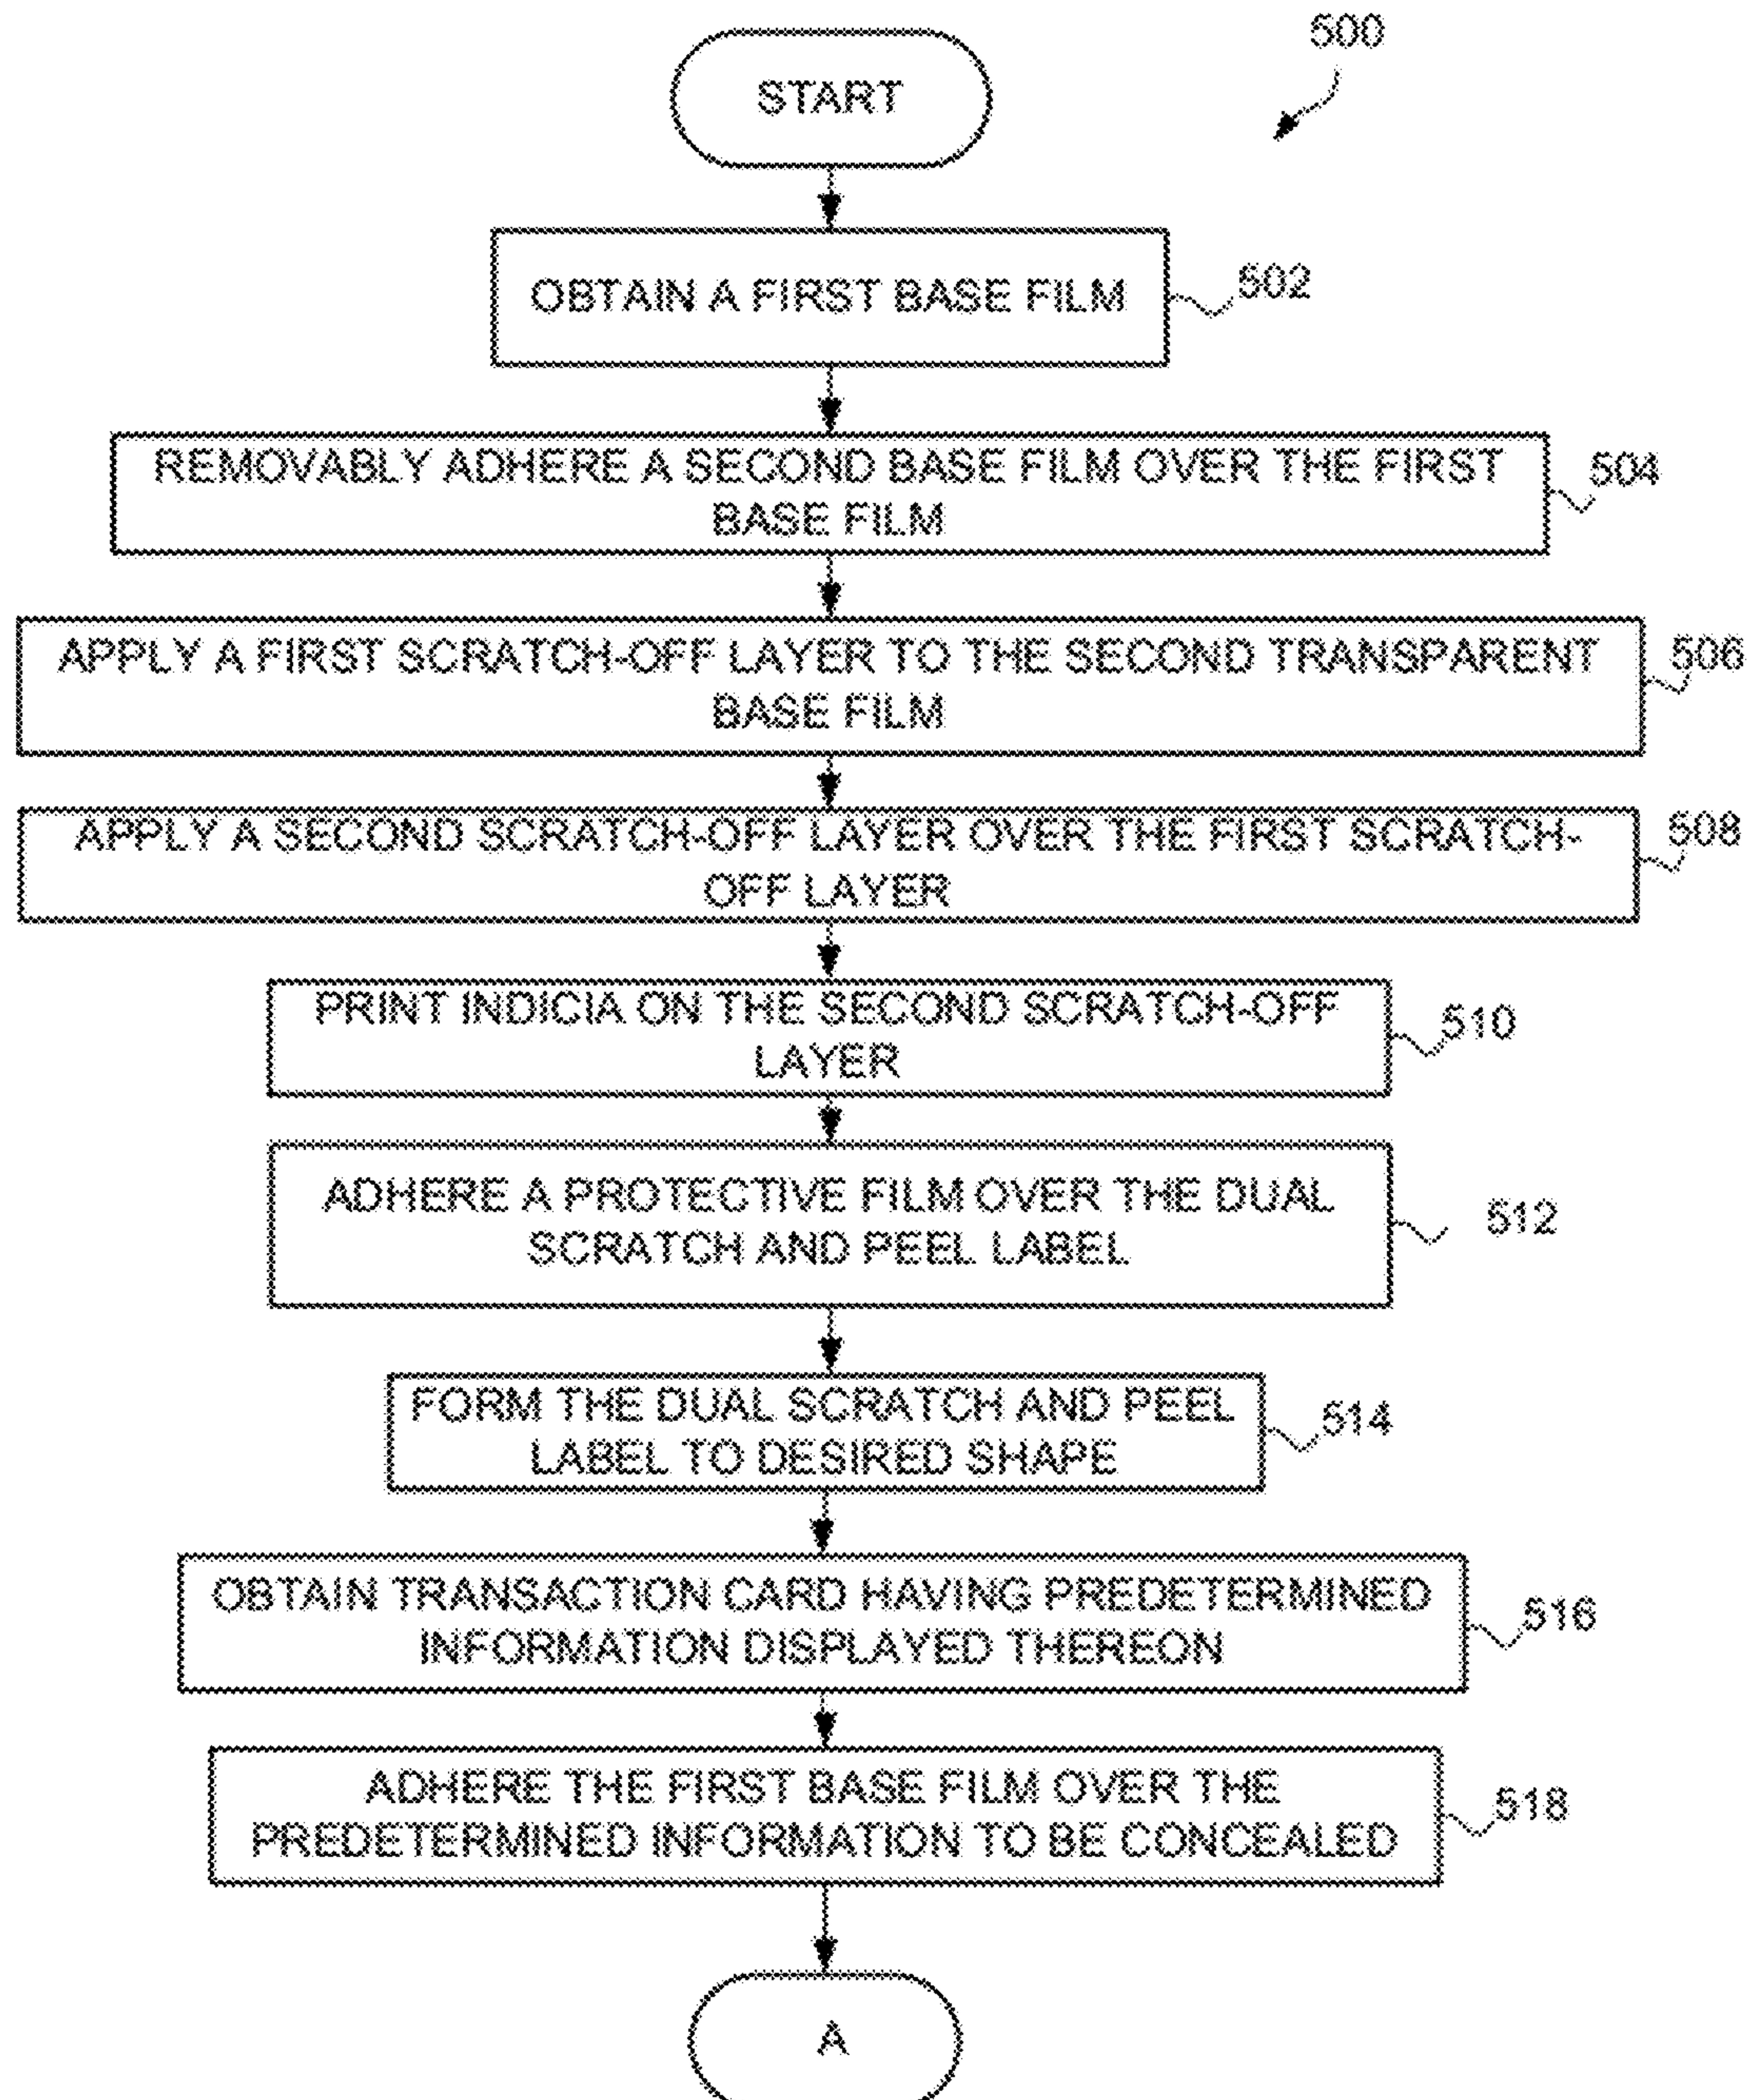 500
START
OBTAIN A FIRST BASE FILM
502
REMOVABLY ADHERE A SECOND BASE FILM OVER THE FIRST
BASE FILM
504
APPLY A FIRST SCRATCH-OFF LAYER TO THE SECOND TRANSPARENT
BASE FILM
506
APPLY A SECOND SCRATCH-OFF LAYER OVER THE FIRST SCRATCH-
OFF LAYER
508
PRINT INDICIA ON THE SECOND SCRATCH-OFF
LAYER
510
ADHERE A PROTECTIVE FILM OVER THE DUAL
SCRATCH AND PEEL LABEL
512
FORM THE DUAL SCRATCH AND PEEL
LABEL TO DESIRED SHAPE
514
OBTAIN TRANSACTION CARD HAVING PREDETERMINED
INFORMATION DISPLAYED THEREON
516
ADHERE THE FIRST BASE FILM OVER THE
PREDETERMINED INFORMATION TO BE CONCEALED
518
A